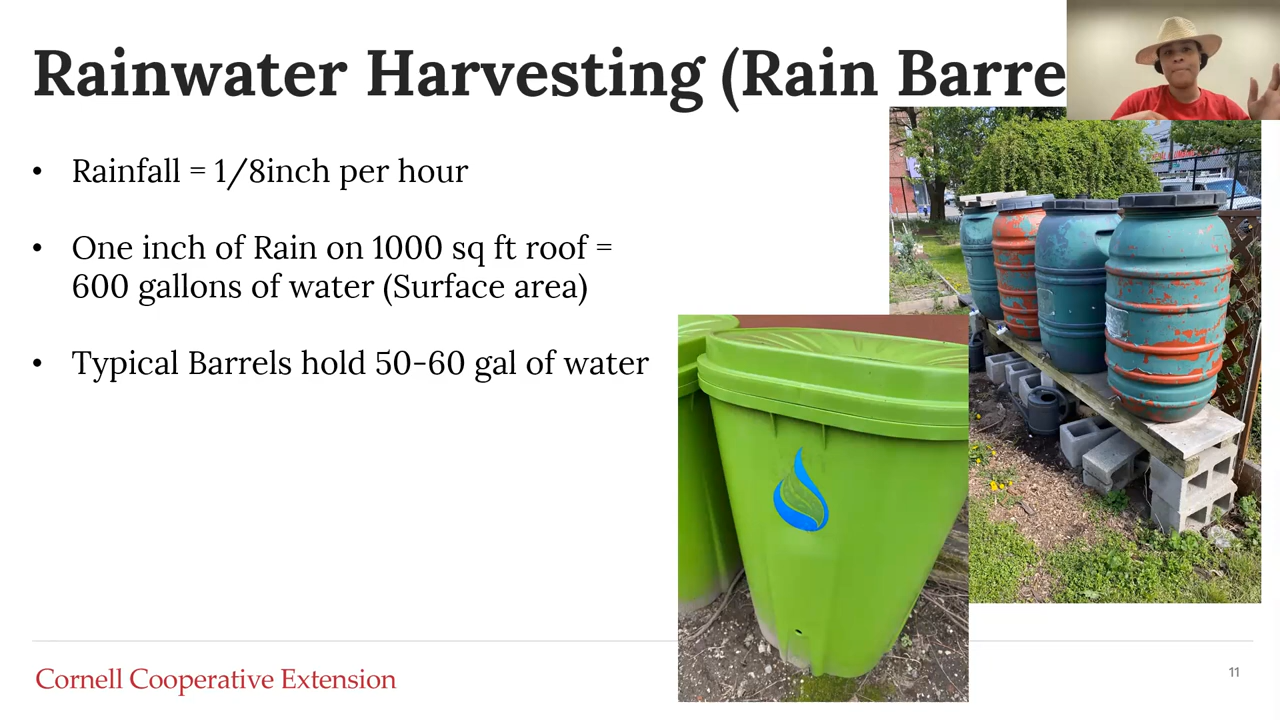 Rainwater Harvesting (Rain Barre
• Rainfall = 1/8inch per hour
• One inch of Rain on 1000 sq ft roof =
600 gallons of water (Surface area)
• Typical Barrels hold 50-60 gal of water
Cornell Cooperative Extension
11